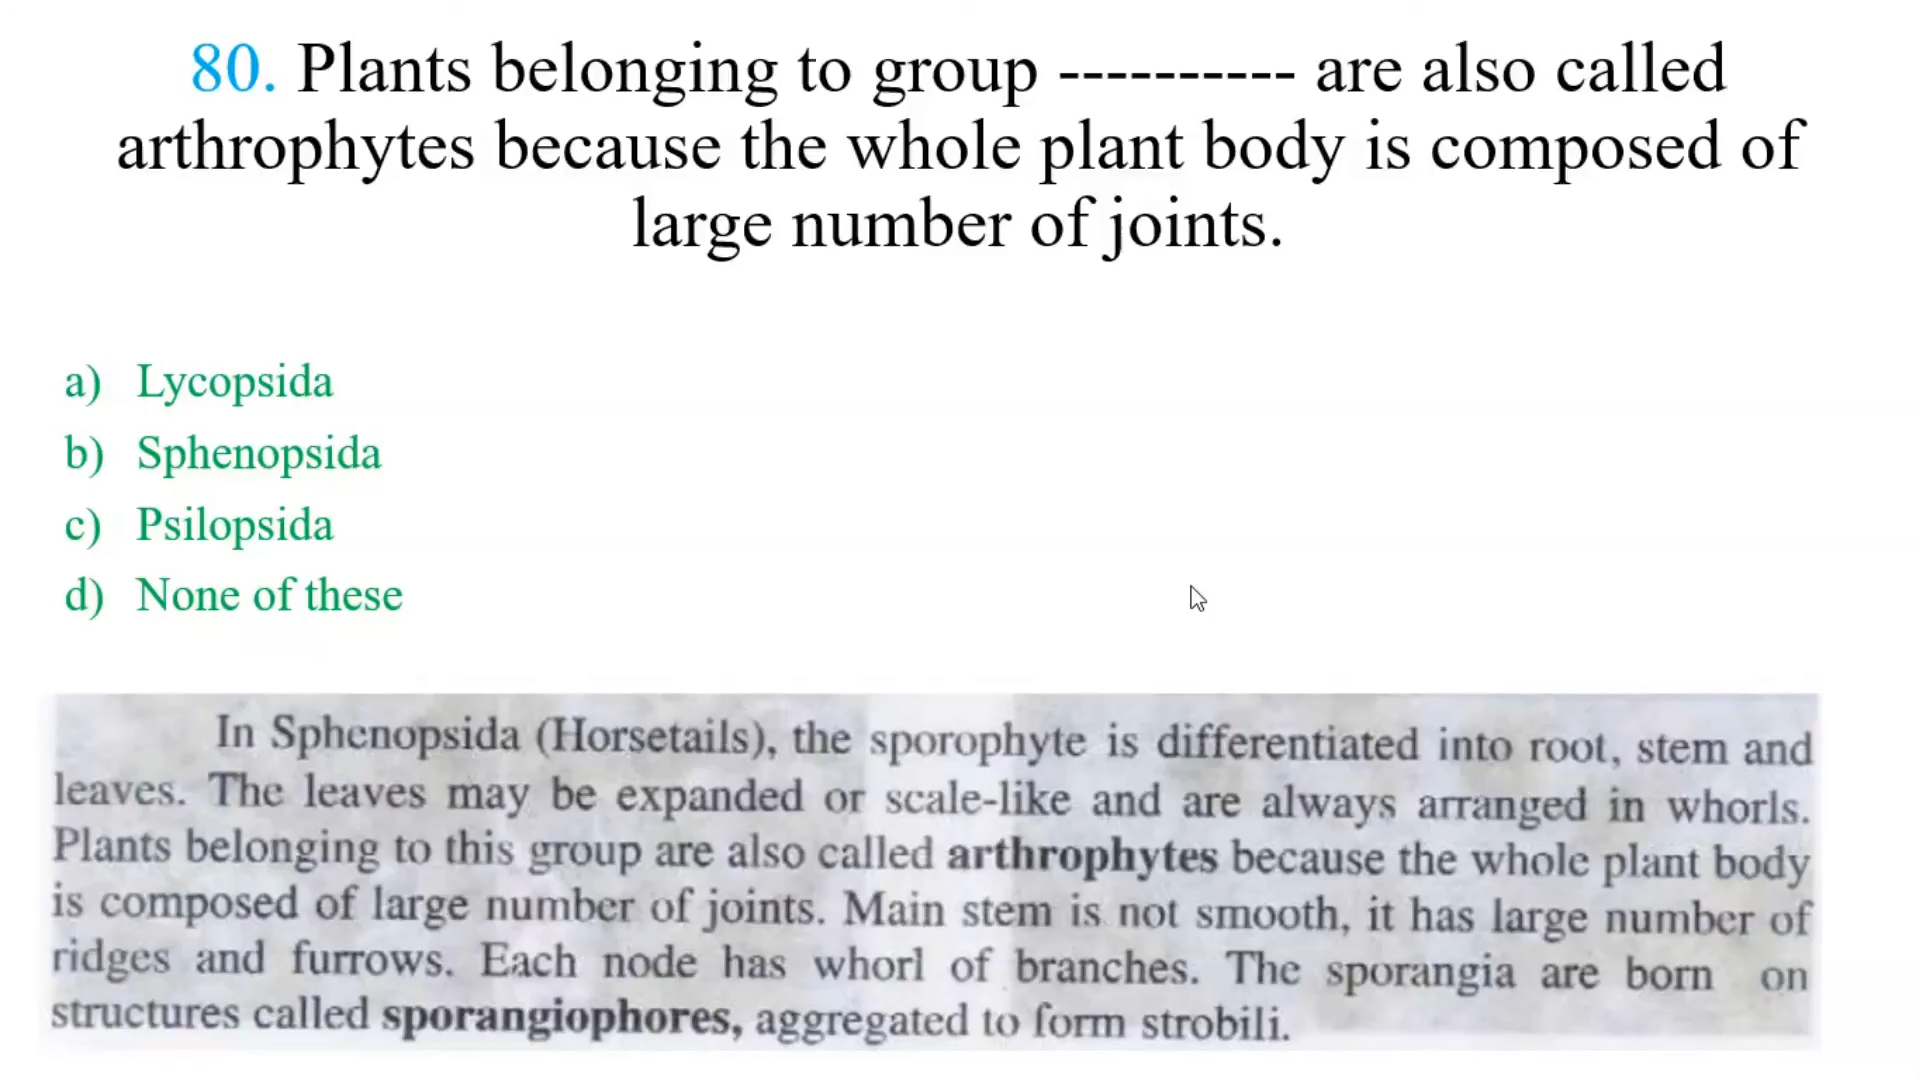 80. Plants belonging to group ---------- are also called
arthrophytes because the whole plant body is composed of
large number of joints.
a) Lycopsida
b) Sphenopsida
c) Psilopsida
d) None of these
In Sphenopsida (Horsetails), the sporophyte is differentiated into root, stem and
leaves. The leaves may be expanded or scale-like and are always arranged in whorls.
Plants belonging to this group are also called arthrophytes because the whole plant body
is composed of large number of joints. Main stem is not smooth, it has large number of
ridges and furrows. Each node has whorl of branches. The sporangia are born on
structures called sporangiophores, aggregated to form strobili.